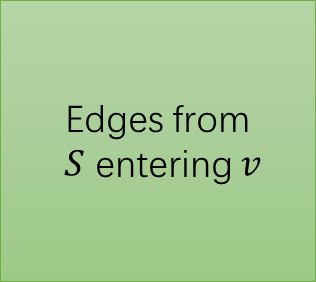 Edges from
S entering v